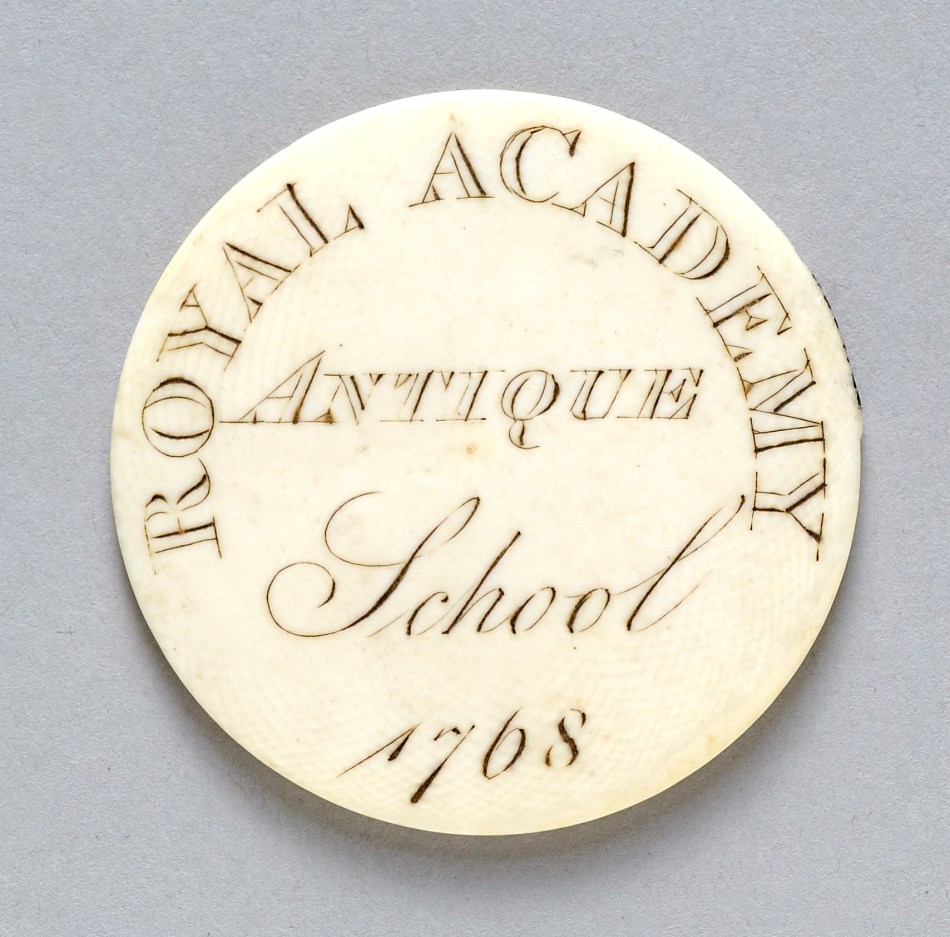 ROYAL ACADEMY
ANTIQUE
School
1768